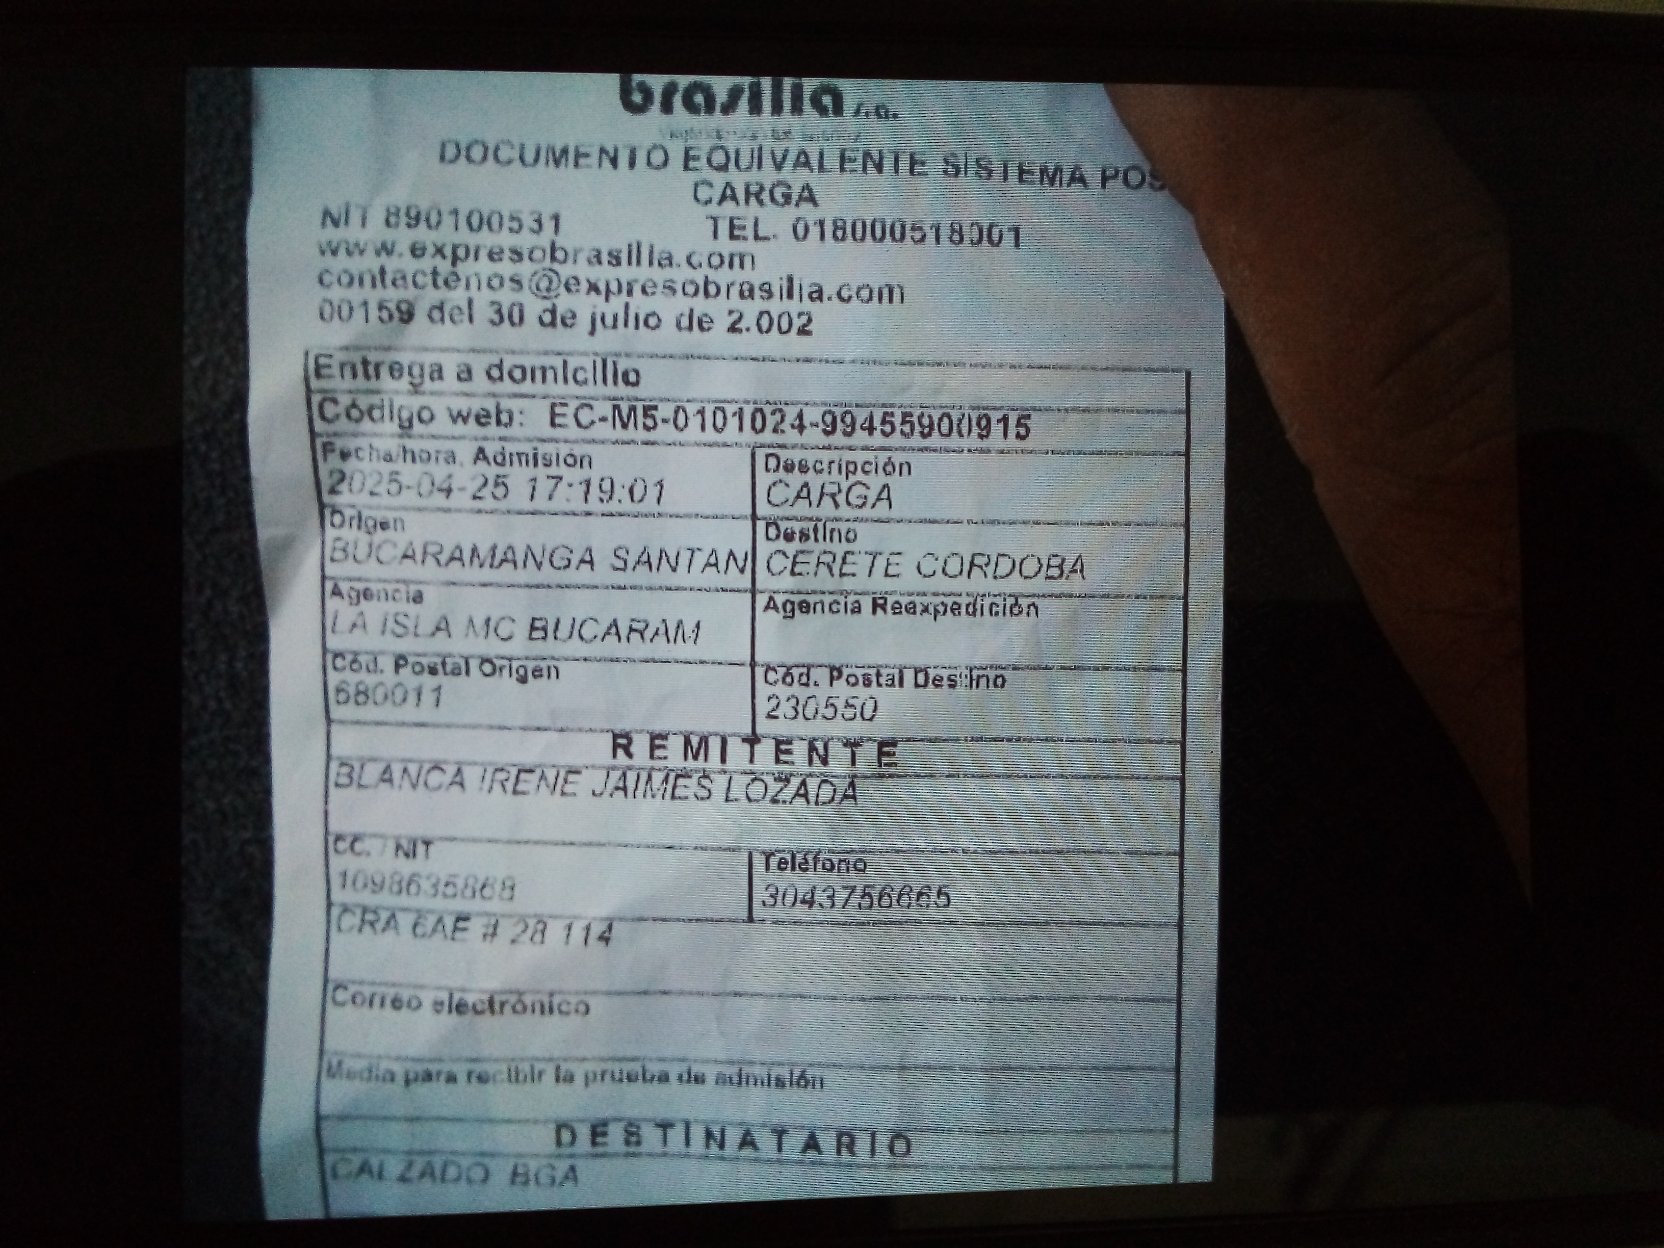 brasilia s.a.
DOCUMENTO EQUIVALENTE SISTEMA POS
CARGA
NIT 890100531 TEL. 018000518001
www.expresobrasilia.com
contactenos@expresobrasilia.com
00159 del 30 de julio de 2.002
Entrega a domicilio
Código web: EC-M5-0101024-99455900915
Fecha/hora. Admisión Descripción
2025-04-25 17:19:01 CARGA
Origen Destino
BUCARAMANGA SANTAN CERETE CORDOBA
Agencia Agencia Reexpedición
LA ISLA MC BUCARAM
Cód. Postal Origen Cód. Postal Destino
680011 230550
REMITENTE
BLANCA IRENE JAIMES LOZADA
CC. / NIT Teléfono
1098635868 3043756665
CRA 6AE # 28 114
Correo electrónico
Media para recibir la prueba de admisión
DESTINATARIO
CALZADO BGA